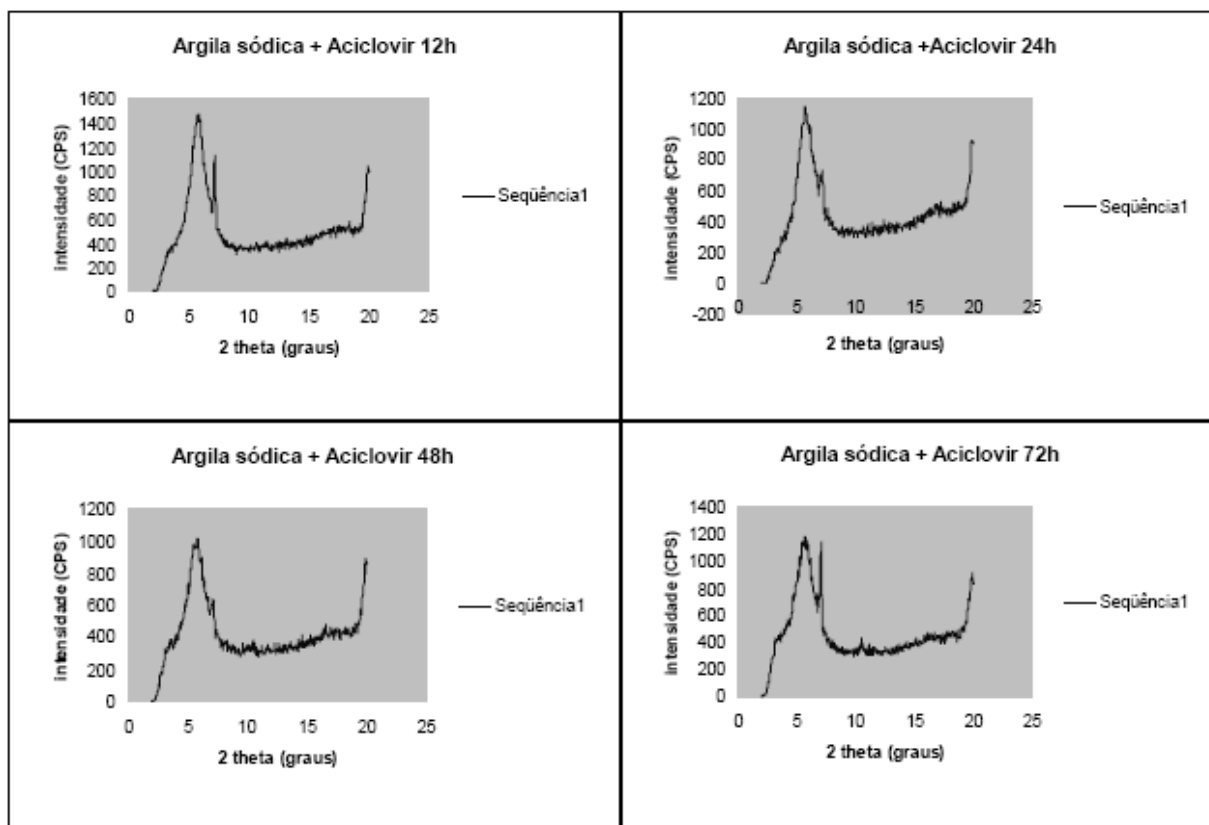 Argila sódica + Aciclovir 12h
intensidade (CPS)
1600
1400
1200
1000
800
600
400
200
0
0 5 10 15 20 25
2 theta (graus)
Seqüência1
Argila sódica +Aciclovir 24h
intensidade (CPS)
1200
1000
800
600
400
200
0
-200
0 5 10 15 20 25
2 theta (graus)
Seqüência1
Argila sódica + Aciclovir 48h
intensidade (CPS)
1200
1000
800
600
400
200
0
0 5 10 15 20 25
2 theta (graus)
Seqüência1
Argila sódica + Aciclovir 72h
intensidade (CPS)
1400
1200
1000
800
600
400
200
0
0 5 10 15 20 25
2 theta (graus)
Seqüência1